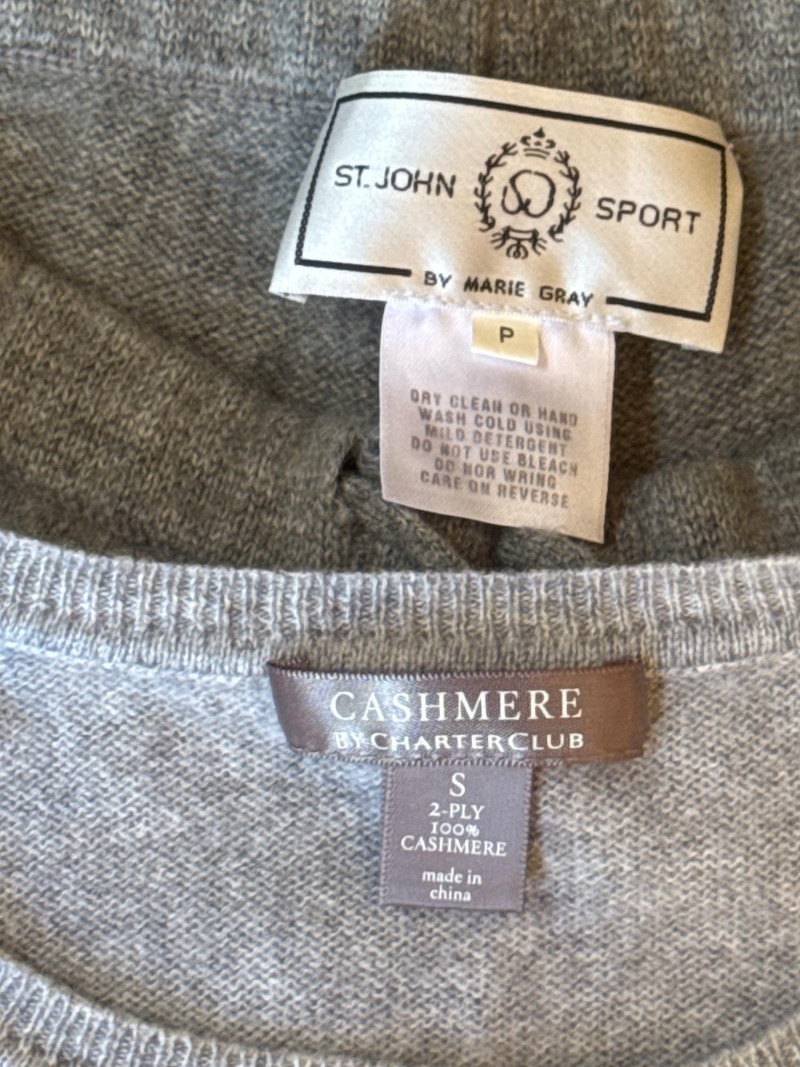 ST. JOHN SPORT
BY MARIE GRAY
P
DRY CLEAN OR HAND
WASH COLD USING
MILD DETERGENT
DO NOT USE BLEACH
OD NOR WRING
CARE ON REVERSE
CASHMERE
BY CHARTER CLUB
S
2-PLY
100%
CASHMERE
made in
china